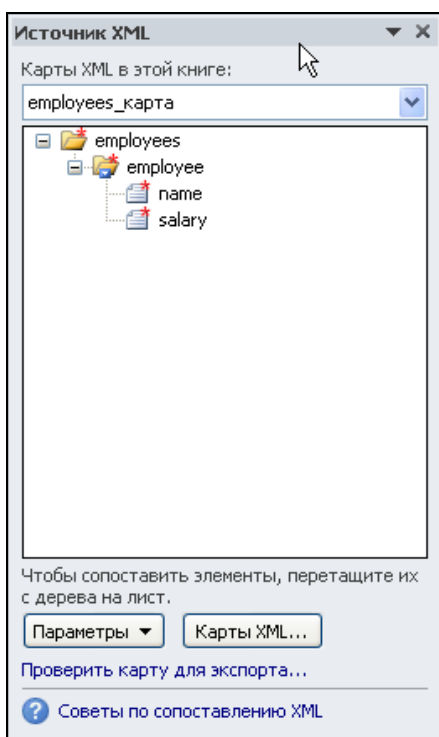 Источник XML
Карты XML в этой книге:
employees_карта
employees
employee
name
salary
Чтобы сопоставить элементы, перетащите их
с дерева на лист.
Параметры
Карты XML...
Проверить карту для экспорта...
Советы по сопоставлению XML